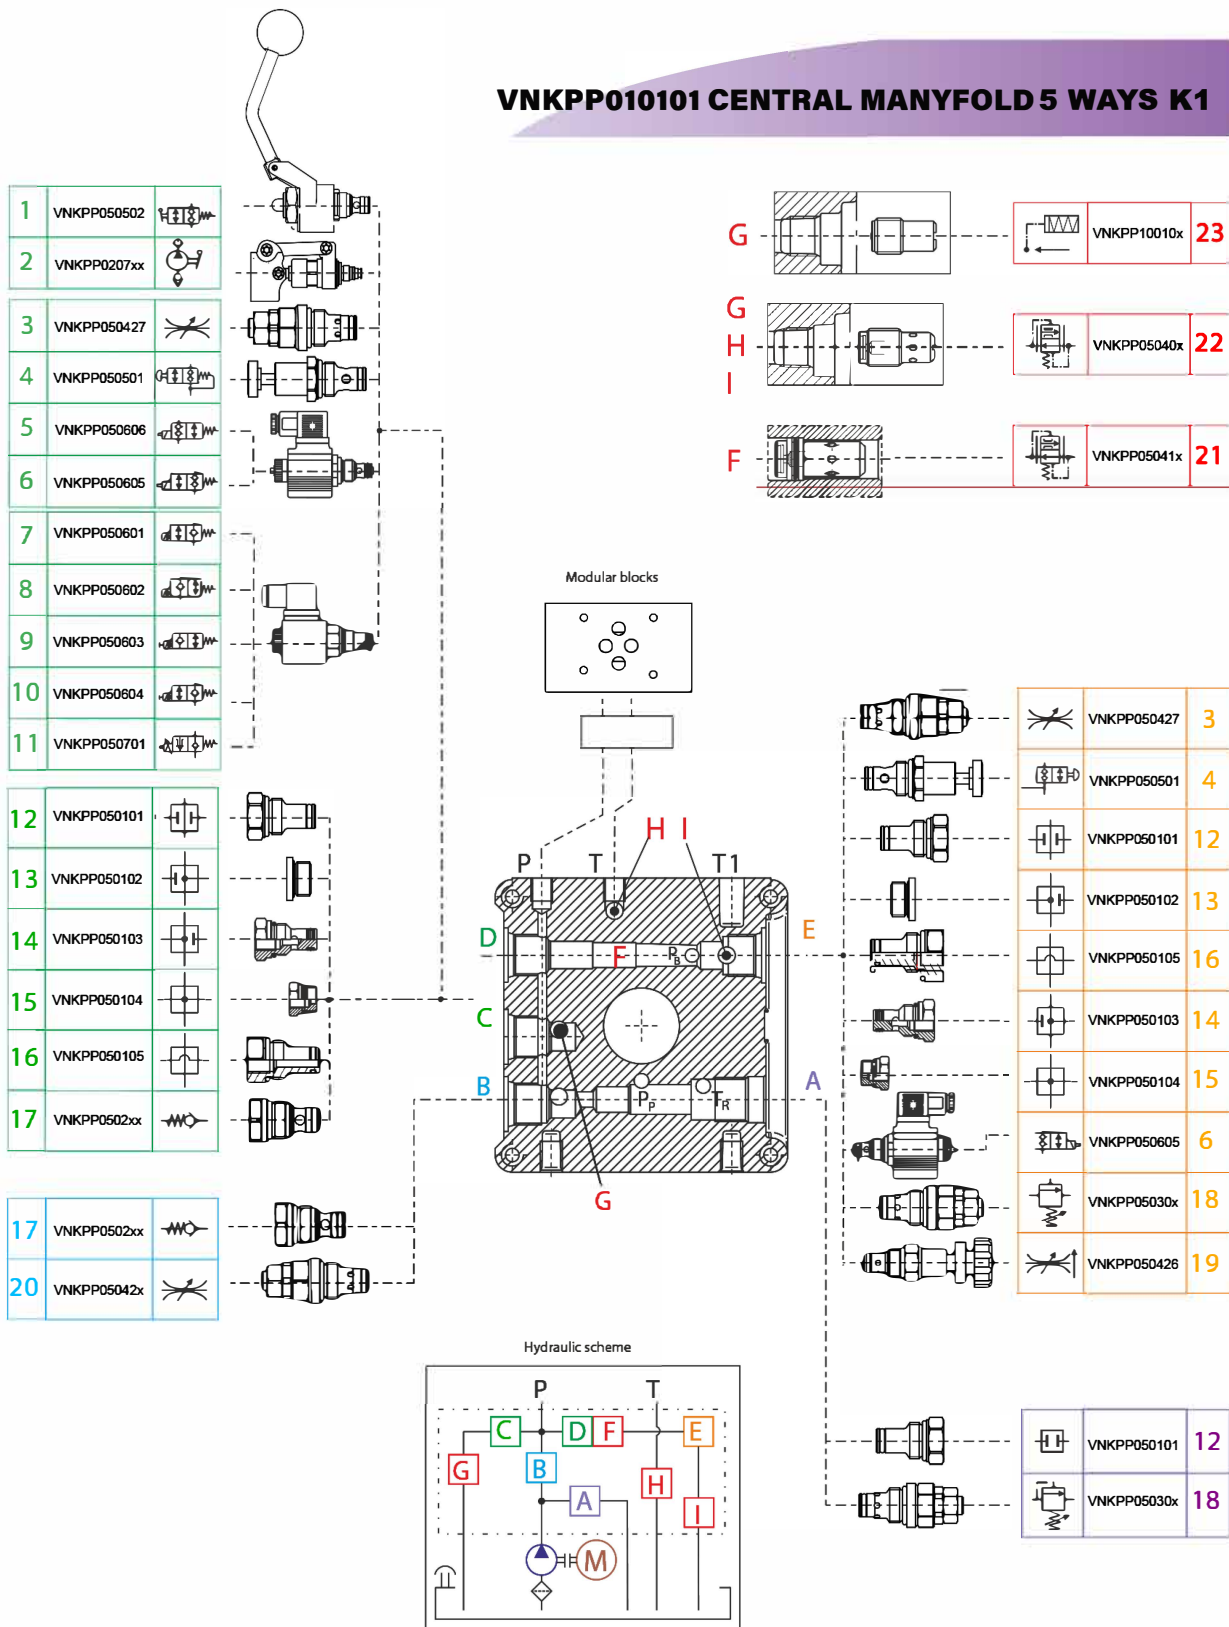 VNKPP010101 CENTRAL MANYFOLD 5 WAYS K1
1 VNKPP050502
2 VNKPP0207xx
3 VNKPP050427
4 VNKPP050501
5 VNKPP050606
6 VNKPP050605
7 VNKPP050601
8 VNKPP050602
9 VNKPP050603
10 VNKPP050604
11 VNKPP050701
12 VNKPP050101
13 VNKPP050102
14 VNKPP050103
15 VNKPP050104
16 VNKPP050105
17 VNKPP0502xx
17 VNKPP0502xx
20 VNKPP05042x
G VNKPP10010x 23
G
H VNKPP05040x 22
I
F VNKPP05041x 21
Modular blocks
H I
P T T1
D E
F PB
C
B A
PP TR
G
VNKPP050427 3
VNKPP050501 4
VNKPP050101 12
VNKPP050102 13
VNKPP050105 16
VNKPP050103 14
VNKPP050104 15
VNKPP050605 6
VNKPP05030x 18
VNKPP050426 19
VNKPP050101 12
VNKPP05030x 18
Hydraulic scheme
P T
C D F E
G B H
A I
M